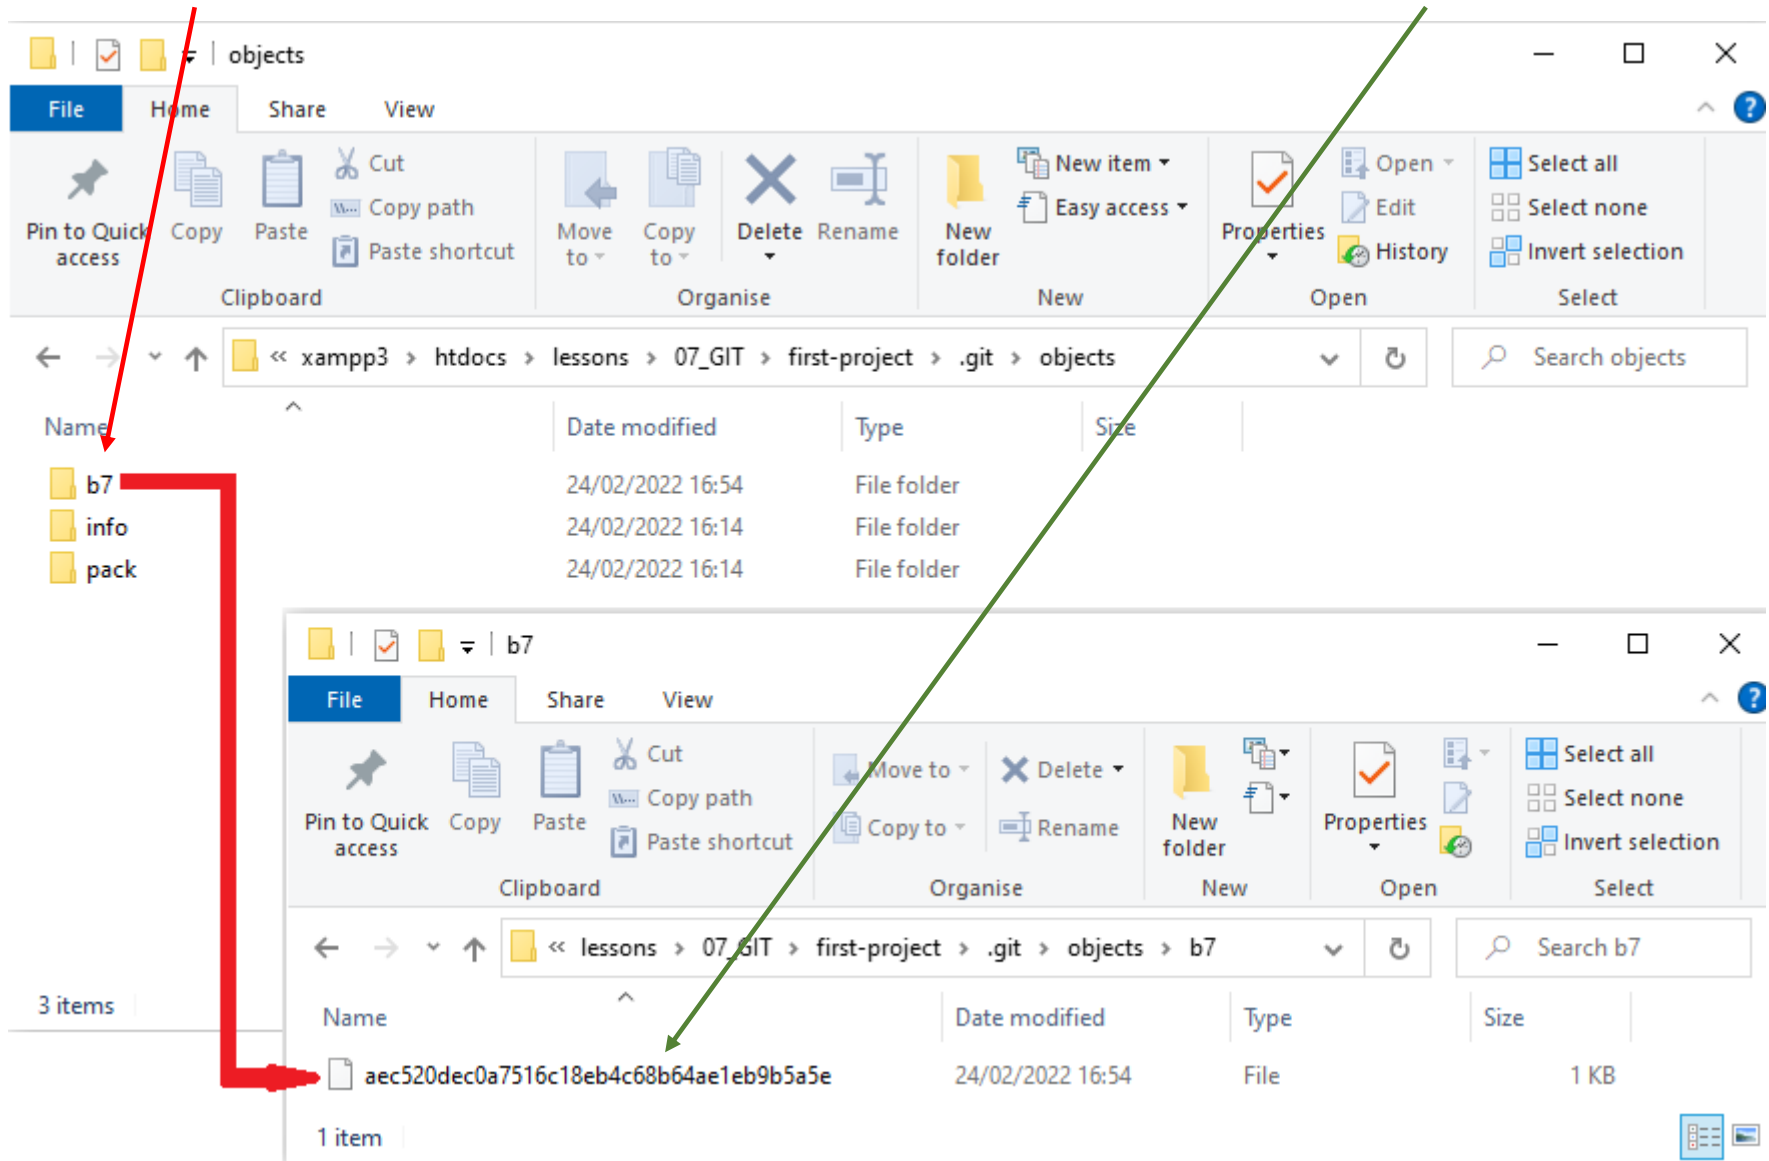 objects
File Home Share View
Pin to Quick access
Copy
Paste
Cut
Copy path
Paste shortcut
Move to
Copy to
Delete
Rename
New folder
New item
Easy access
Properties
Open
Edit
History
Select all
Select none
Invert selection
Clipboard Organise New Open Select
« xampp3 › htdocs › lessons › 07_GIT › first-project › .git › objects
Search objects
Name Date modified Type Size
b7 24/02/2022 16:54 File folder
info 24/02/2022 16:14 File folder
pack 24/02/2022 16:14 File folder
3 items
b7
File Home Share View
Pin to Quick access
Copy
Paste
Cut
Copy path
Paste shortcut
Move to
Copy to
Delete
Rename
New folder
Properties
Select all
Select none
Invert selection
Clipboard Organise New Open Select
« lessons › 07_GIT › first-project › .git › objects › b7
Search b7
Name Date modified Type Size
aec520dec0a7516c18eb4c68b64ae1eb9b5a5e 24/02/2022 16:54 File 1 KB
1 item